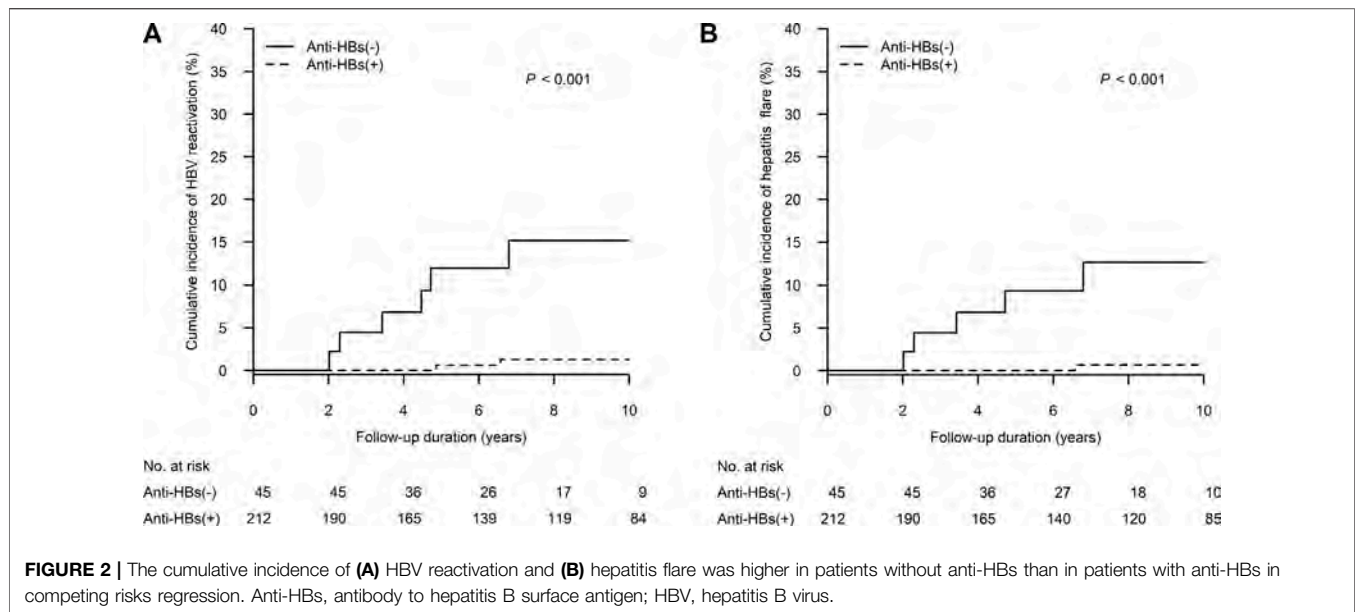 A
Cumulative incidence of HBV reactivation (%)
40
35
30
25
20
15
10
5
0
Anti-HBs(-)
Anti-HBs(+)
P < 0.001
0 2 4 6 8 10
Follow-up duration (years)
No. at risk
Anti-HBs(-) 45 45 36 26 17 9
Anti-HBs(+) 212 190 165 139 119 84
B
Cumulative incidence of hepatitis flare (%)
40
35
30
25
20
15
10
5
0
Anti-HBs(-)
Anti-HBs(+)
P < 0.001
0 2 4 6 8 10
Follow-up duration (years)
No. at risk
Anti-HBs(-) 45 45 36 27 18 10
Anti-HBs(+) 212 190 165 140 120 85
FIGURE 2 | The cumulative incidence of (A) HBV reactivation and (B) hepatitis flare was higher in patients without anti-HBs than in patients with anti-HBs in
competing risks regression. Anti-HBs, antibody to hepatitis B surface antigen; HBV, hepatitis B virus.